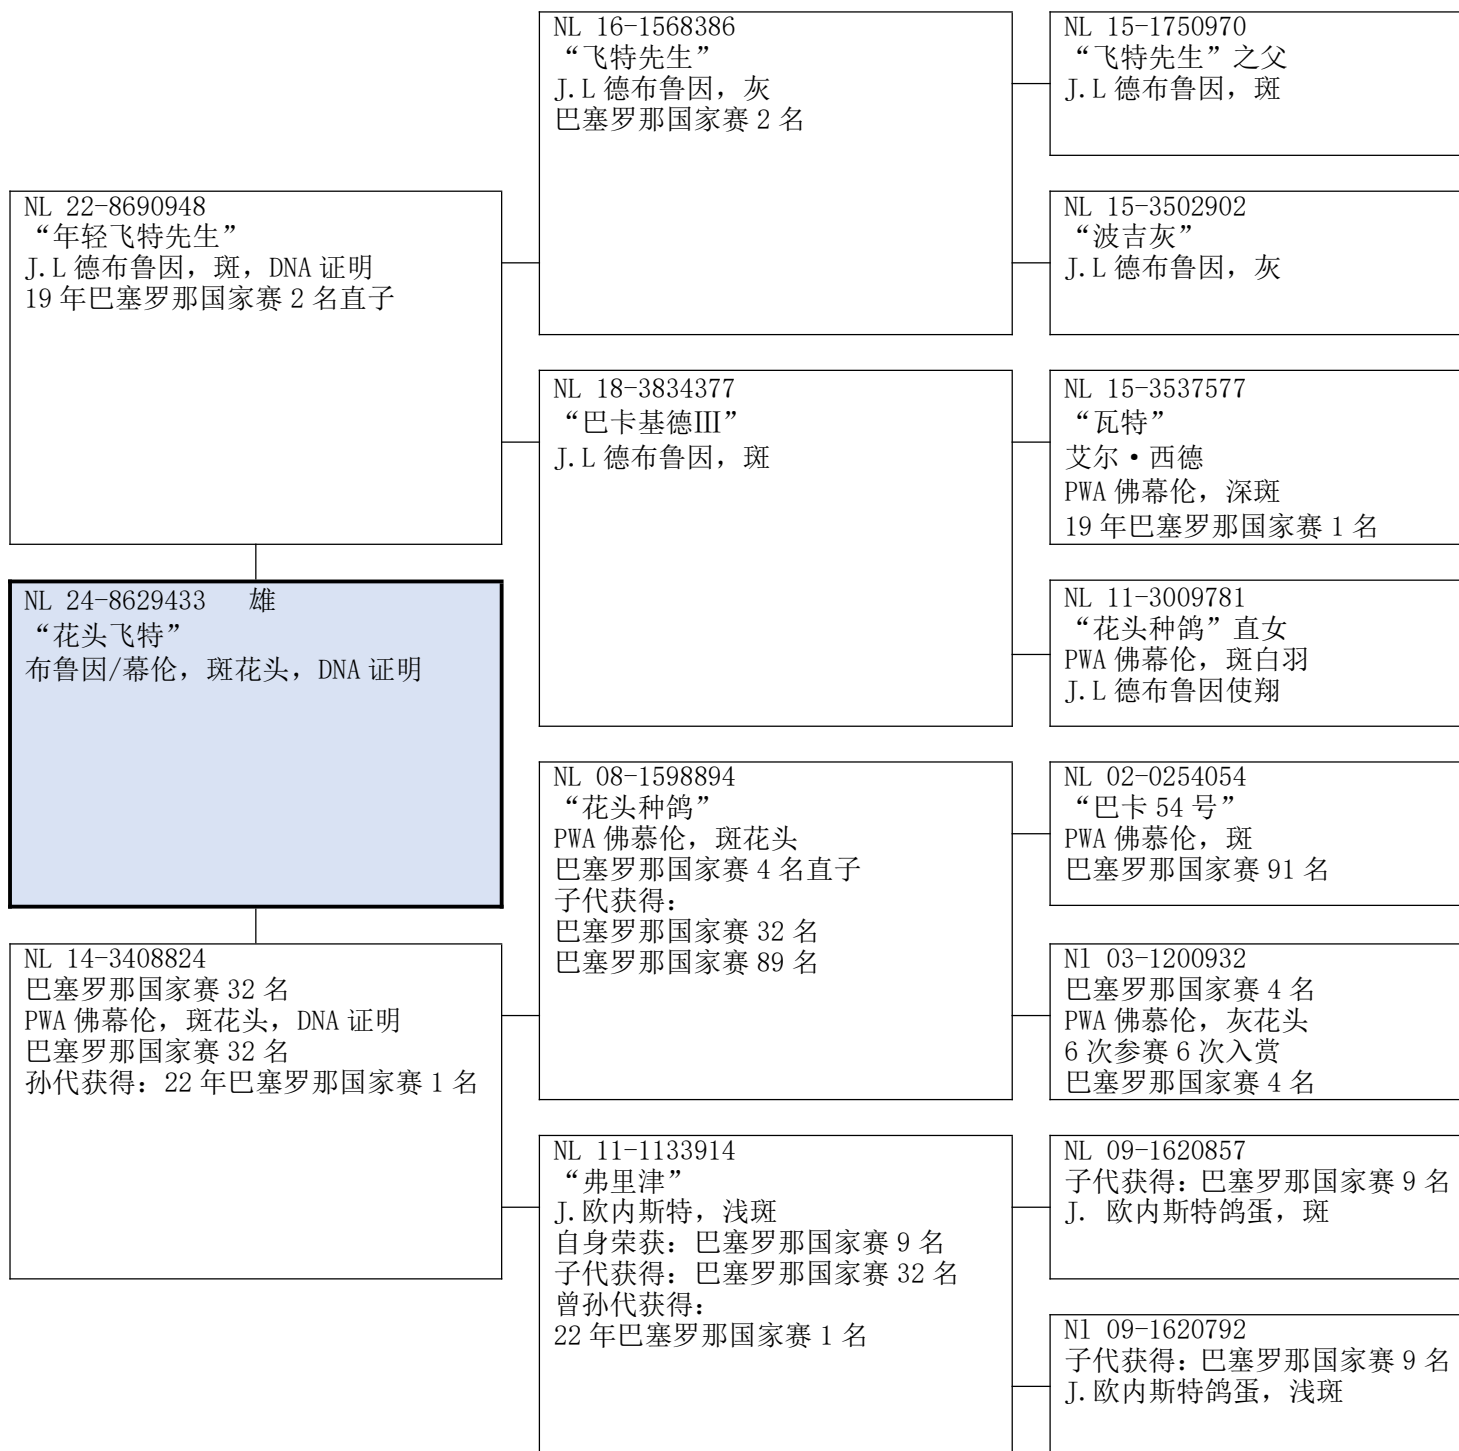 NL 16-1568386
“飞特先生”
J.L 德布鲁因，灰
巴塞罗那国家赛 2 名
NL 15-1750970
“飞特先生”之父
J.L 德布鲁因，斑
NL 22-8690948
“年轻飞特先生”
J.L 德布鲁因，斑，DNA 证明
19 年巴塞罗那国家赛 2 名直子
NL 15-3502902
“波吉灰”
J.L 德布鲁因，灰
NL 18-3834377
“巴卡基德Ⅲ”
J.L 德布鲁因，斑
NL 15-3537577
“瓦特”
艾尔·西德
PWA 佛幕伦，深斑
19 年巴塞罗那国家赛 1 名
NL 24-8629433 雄
“花头飞特”
布鲁因/幕伦，斑花头，DNA 证明
NL 11-3009781
“花头种鸽”直女
PWA 佛幕伦，斑白羽
J.L 德布鲁因使翔
NL 08-1598894
“花头种鸽”
PWA 佛慕伦，斑花头
巴塞罗那国家赛 4 名直子
子代获得：
巴塞罗那国家赛 32 名
巴塞罗那国家赛 89 名
NL 02-0254054
“巴卡 54 号”
PWA 佛慕伦，斑
巴塞罗那国家赛 91 名
NL 14-3408824
巴塞罗那国家赛 32 名
PWA 佛幕伦，斑花头，DNA 证明
巴塞罗那国家赛 32 名
孙代获得：22 年巴塞罗那国家赛 1 名
Nl 03-1200932
巴塞罗那国家赛 4 名
PWA 佛慕伦，灰花头
6 次参赛 6 次入赏
巴塞罗那国家赛 4 名
NL 11-1133914
“弗里津”
J.欧内斯特，浅斑
自身荣获：巴塞罗那国家赛 9 名
子代获得：巴塞罗那国家赛 32 名
曾孙代获得：
22 年巴塞罗那国家赛 1 名
NL 09-1620857
子代获得：巴塞罗那国家赛 9 名
J. 欧内斯特鸽蛋，斑
Nl 09-1620792
子代获得：巴塞罗那国家赛 9 名
J.欧内斯特鸽蛋，浅斑